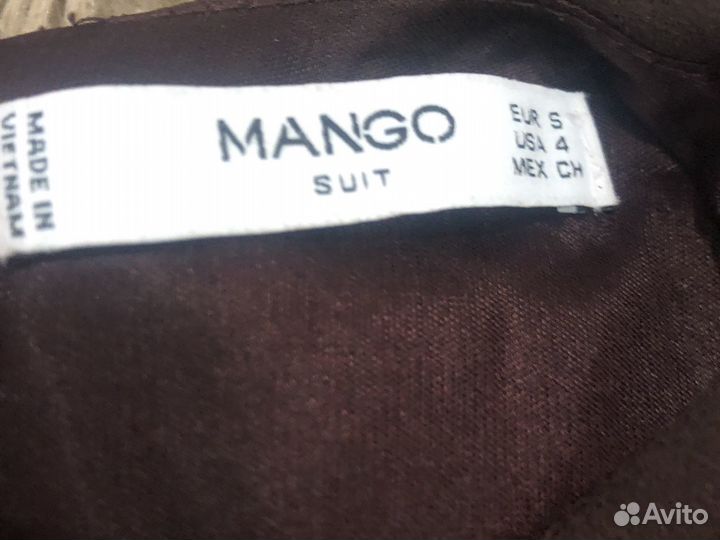 MADE IN
VIETNAM
MANGO
SUIT
EUR S
USA 4
MEX CH
Avito